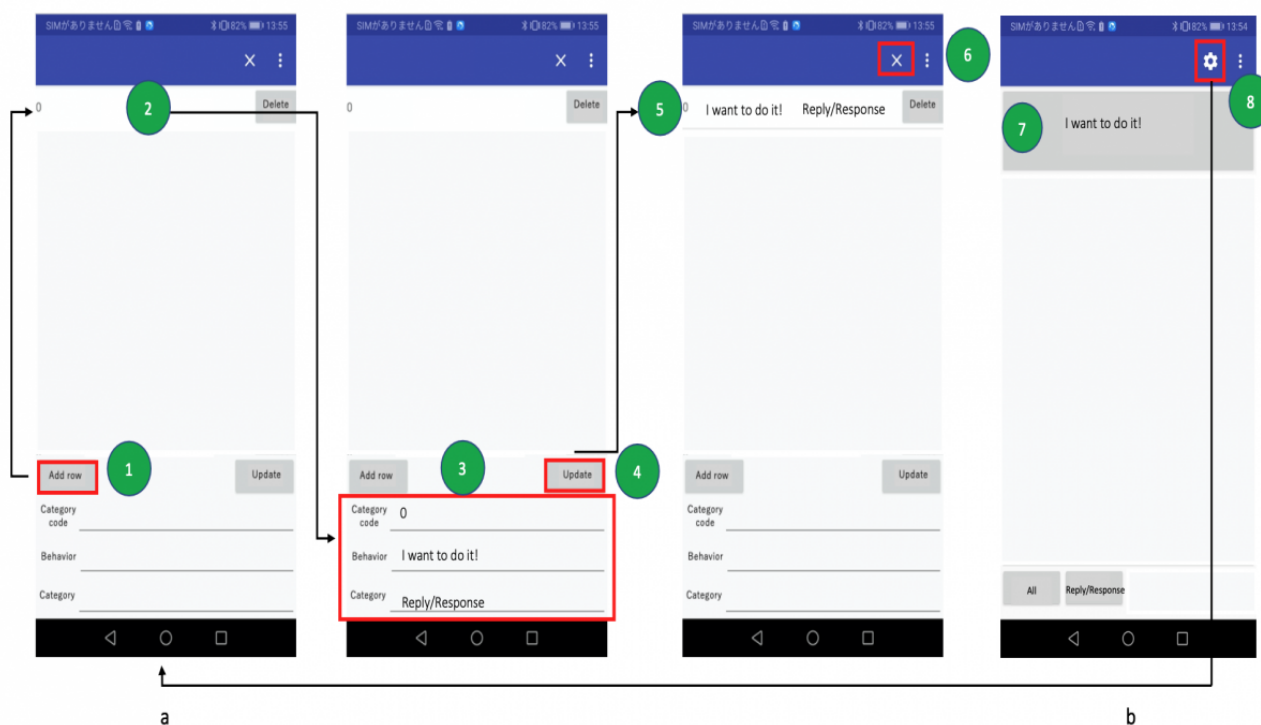 SIMがありません 82% 13:55
X
0
2
Delete
Add row
1
Update
Category
code
Behavior
Category
SIMがありません 82% 13:55
X
0
Delete
3
Add row
Update
4
Category
code
0
Behavior
I want to do it!
Category
Reply/Response
SIMがありません 82% 13:55
X
6
5
0
I want to do it!
Reply/Response
Delete
Add row
Update
Category
code
Behavior
Category
SIMがありません 82% 13:54
8
7
I want to do it!
All
Reply/Response
a
b